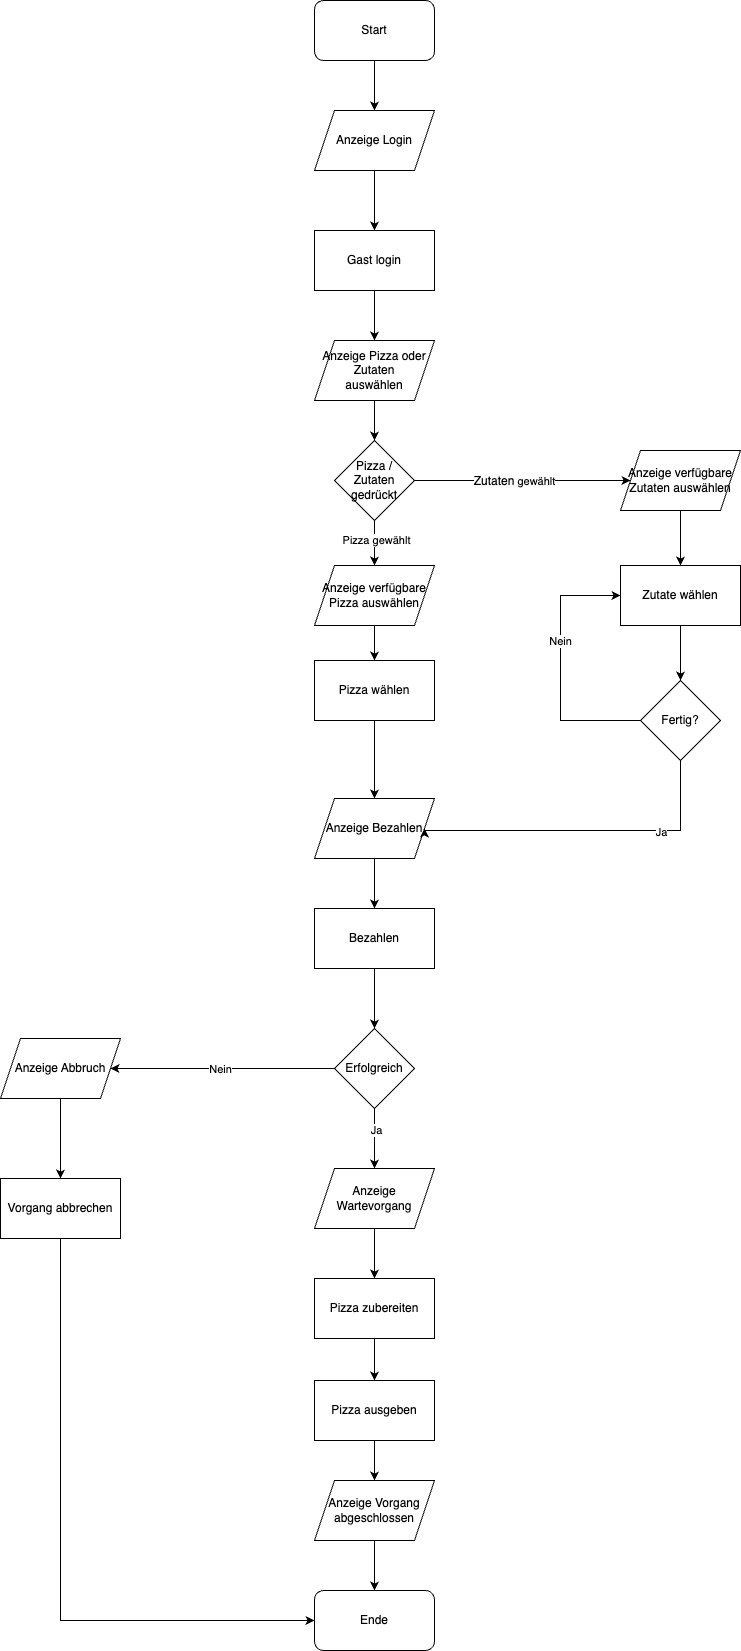 Start
Anzeige Login
Gast login
Anzeige Pizza oder
Zutaten
auswählen
Pizza /
Zutaten
gedrückt
Zutaten gewählt
Anzeige verfügbare
Zutaten auswählen
Pizza gewählt
Anzeige verfügbare
Pizza auswählen
Zutate wählen
Nein
Pizza wählen
Fertig?
Anzeige Bezahlen
Ja
Bezahlen
Anzeige Abbruch
Nein
Erfolgreich
Ja
Anzeige
Wartevorgang
Vorgang abbrechen
Pizza zubereiten
Pizza ausgeben
Anzeige Vorgang
abgeschlossen
Ende